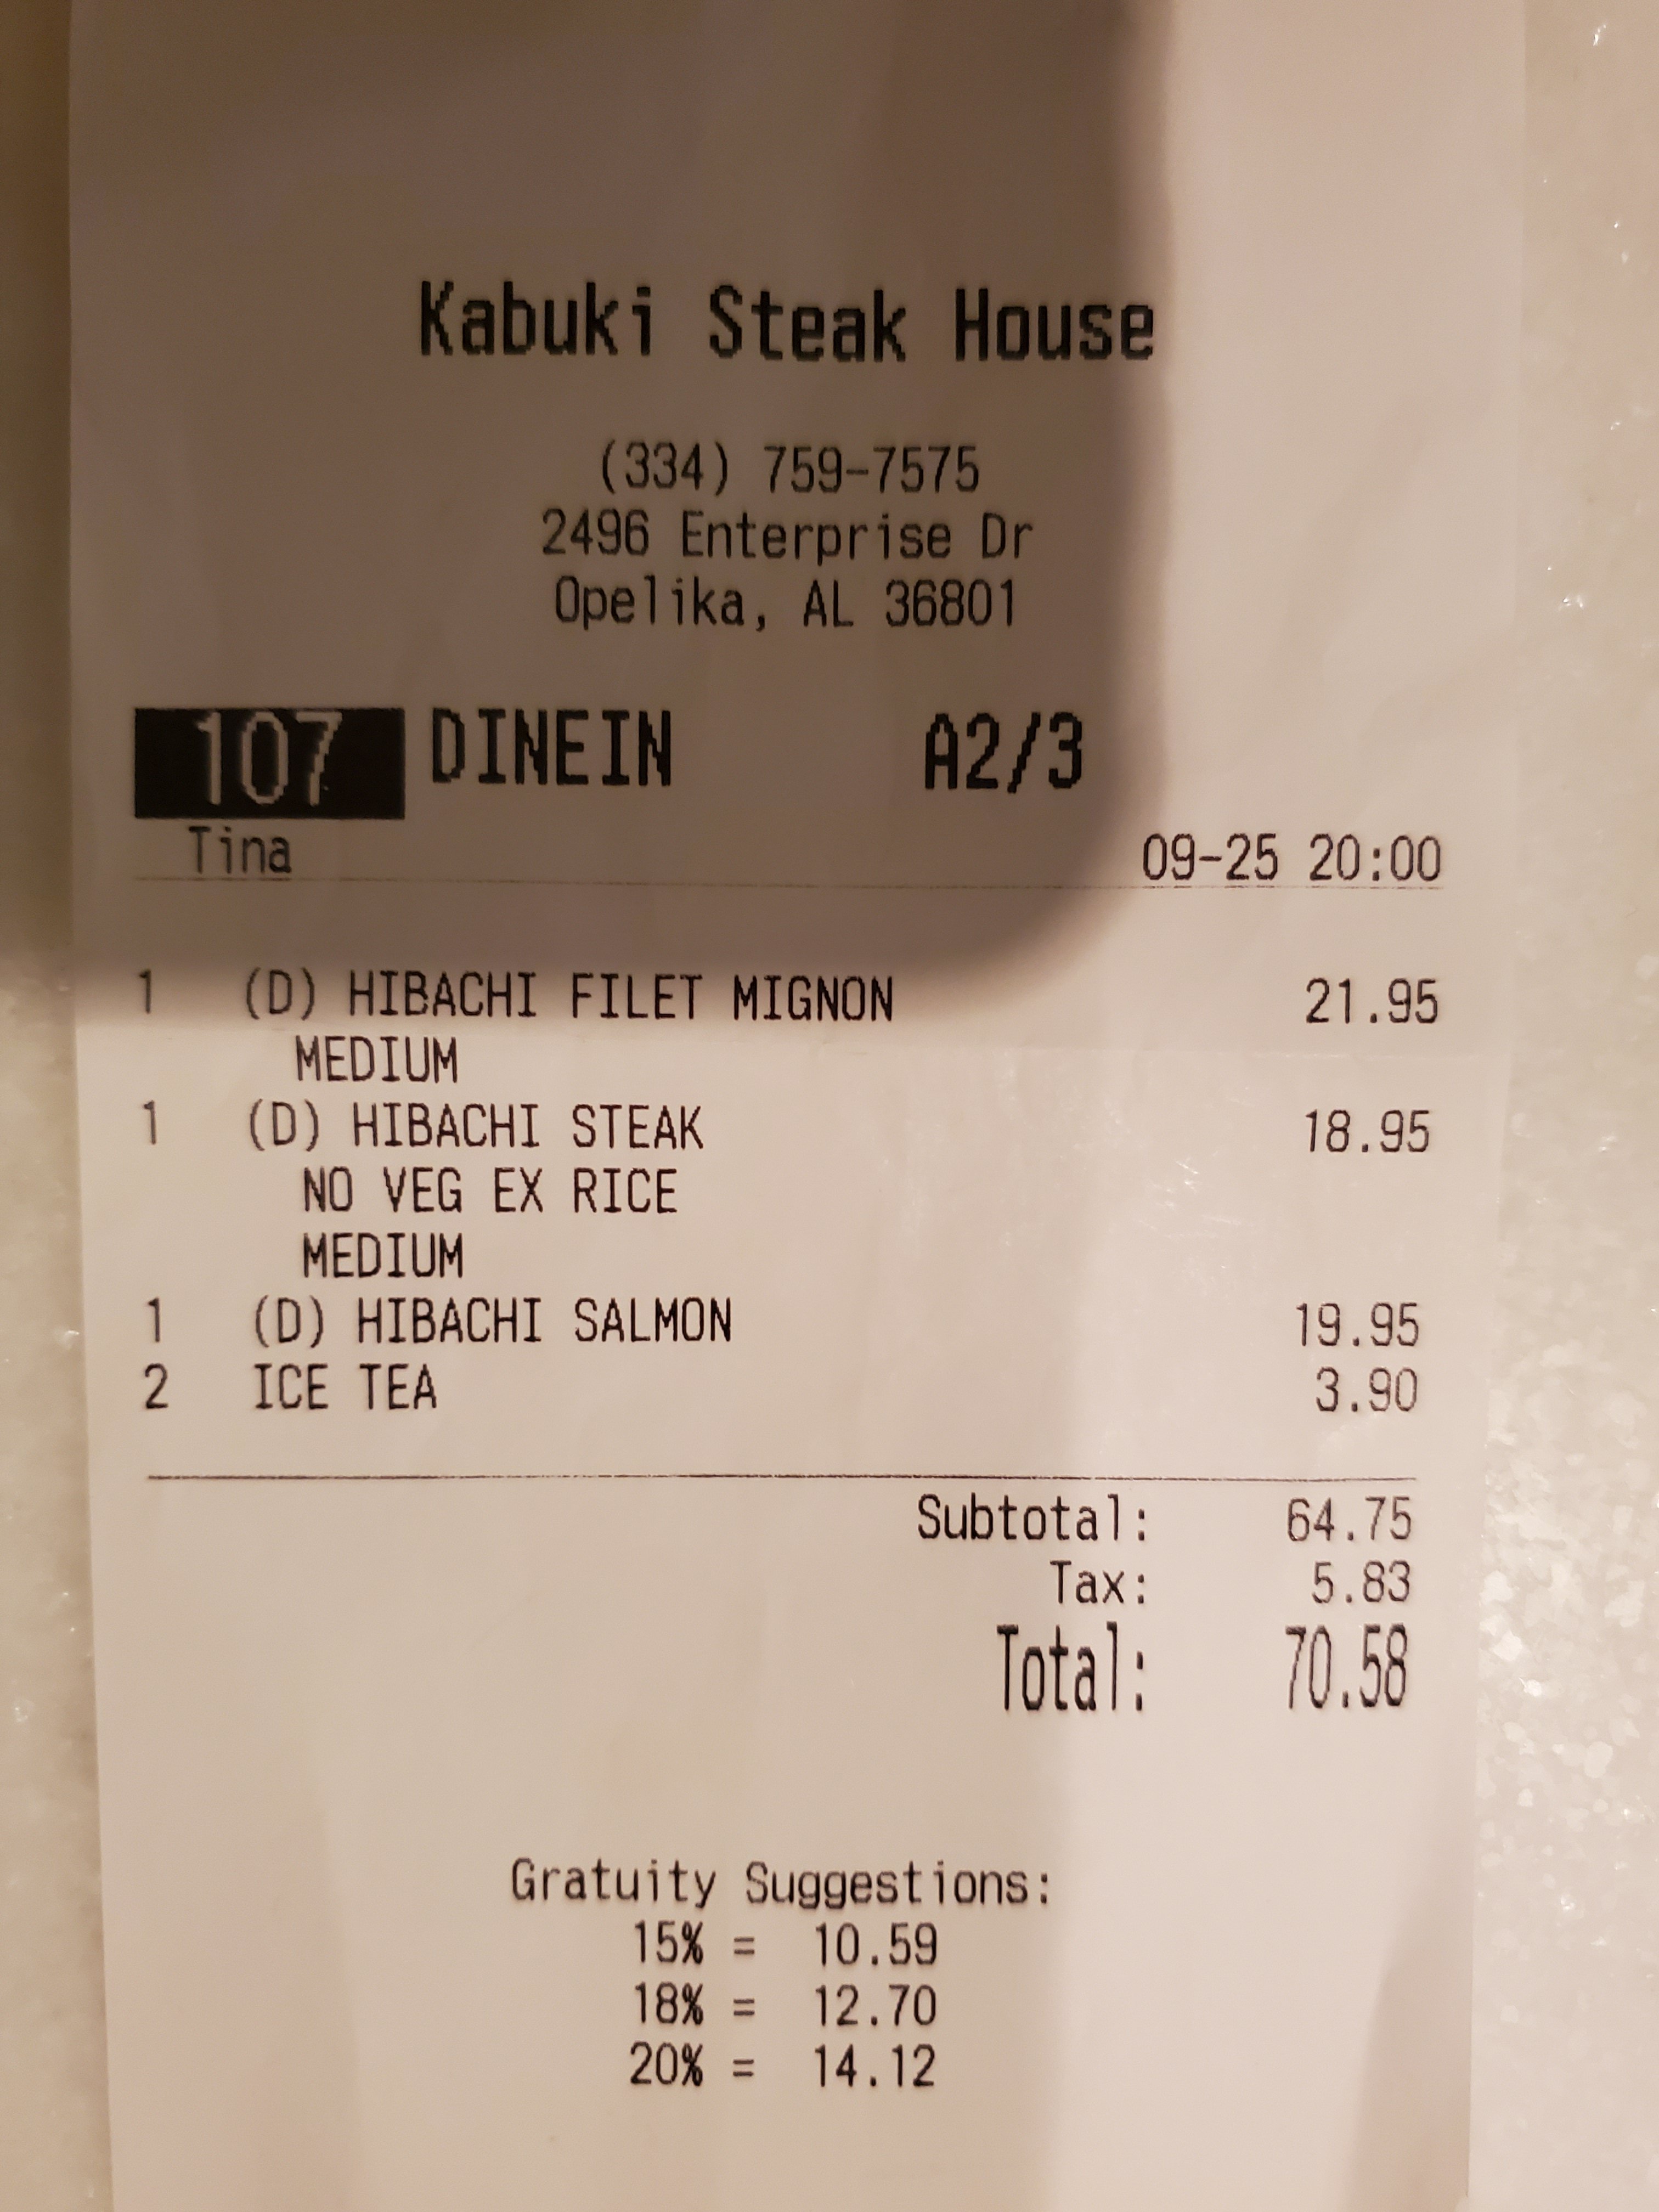 Kabuki Steak House
(334) 759-7575
2496 Enterprise Dr
Opelika, AL 36801
107 DINEIN A2/3
Tina 09-25 20:00
1 (D) HIBACHI FILET MIGNON 21.95
MEDIUM
1 (D) HIBACHI STEAK 18.95
NO VEG EX RICE
MEDIUM
1 (D) HIBACHI SALMON 19.95
2 ICE TEA 3.90
Subtotal: 64.75
Tax: 5.83
Total: 70.58
Gratuity Suggestions:
15% = 10.59
18% = 12.70
20% = 14.12